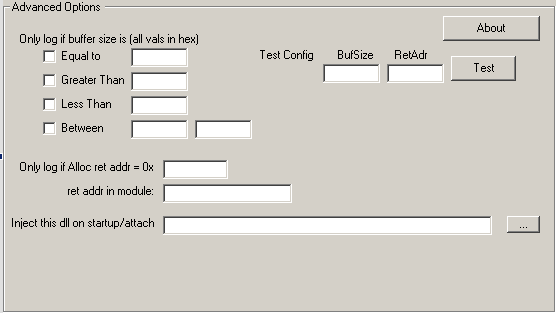 Advanced Options
About
Only log if buffer size is (all vals in hex)
Equal to
Test Config BufSize RetAdr
Test
Greater Than
Less Than
Between
Only log if Alloc ret addr = 0x
ret addr in module:
Inject this dll on startup/attach
...